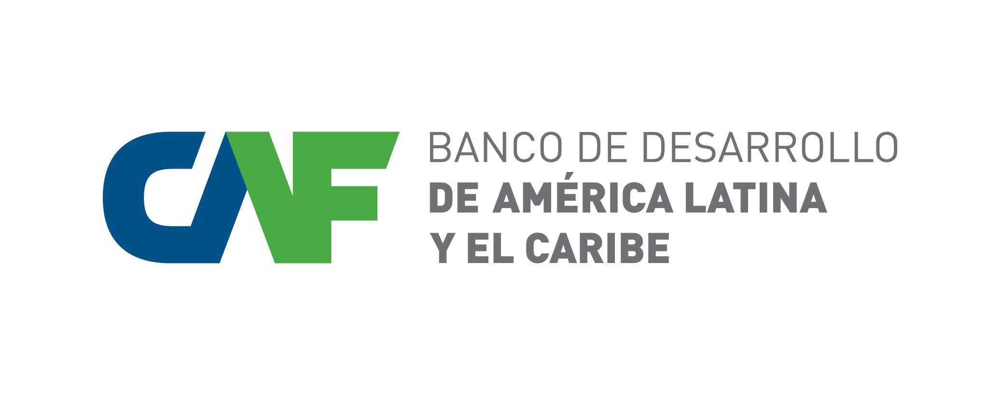 CAF
BANCO DE DESARROLLO
DE AMÉRICA LATINA
Y EL CARIBE